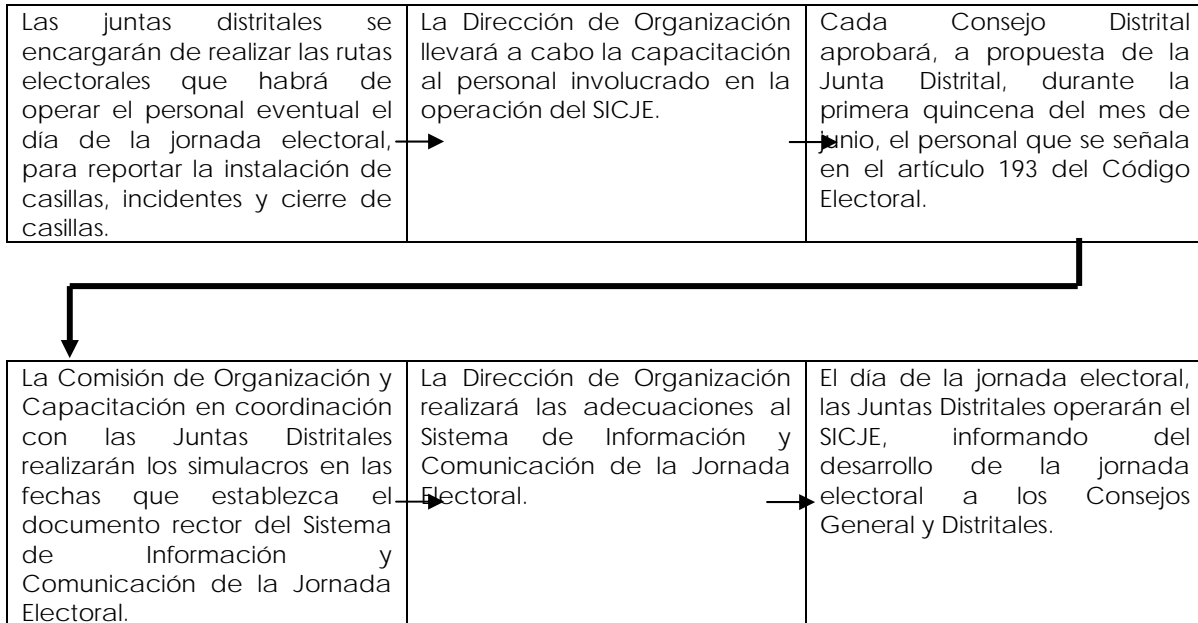 Las juntas distritales se
encargarán de realizar las rutas
electorales que habrá de
operar el personal eventual el
día de la jornada electoral,
para reportar la instalación de
casillas, incidentes y cierre de
casillas.
La Dirección de Organización
llevará a cabo la capacitación
al personal involucrado en la
operación del SICJE.
Cada Consejo Distrital
aprobará, a propuesta de la
Junta Distrital, durante la
primera quincena del mes de
junio, el personal que se señala
en el artículo 193 del Código
Electoral.
La Comisión de Organización y
Capacitación en coordinación
con las Juntas Distritales
realizarán los simulacros en las
fechas que establezca el
documento rector del Sistema
de Información y
Comunicación de la Jornada
Electoral.
La Dirección de Organización
realizará las adecuaciones al
Sistema de Información y
Comunicación de la Jornada
Electoral.
El día de la jornada electoral,
las Juntas Distritales operarán el
SICJE, informando del
desarrollo de la jornada
electoral a los Consejos
General y Distritales.